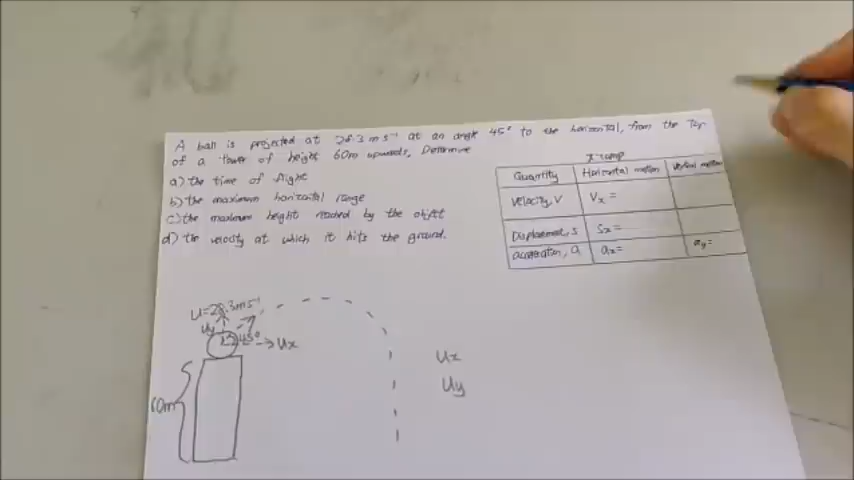 A ball is projected at 28.3 m s⁻¹ at an angle 45° to the horizontal, from the Top
of a tower of height 60m upwards, Determine
a) the time of flight
b) the maximum horizontal range
c) the maximum height reached by the object
d) the velocity at which it hits the ground.
x-comp
Quantity Horizontal motion Vertical motion
Velocity, V Vx =
Displacement, s Sx =
acceleration, a ax = ay =
U=28.3ms⁻¹
Uy
45° Ux
60m
Ux
Uy